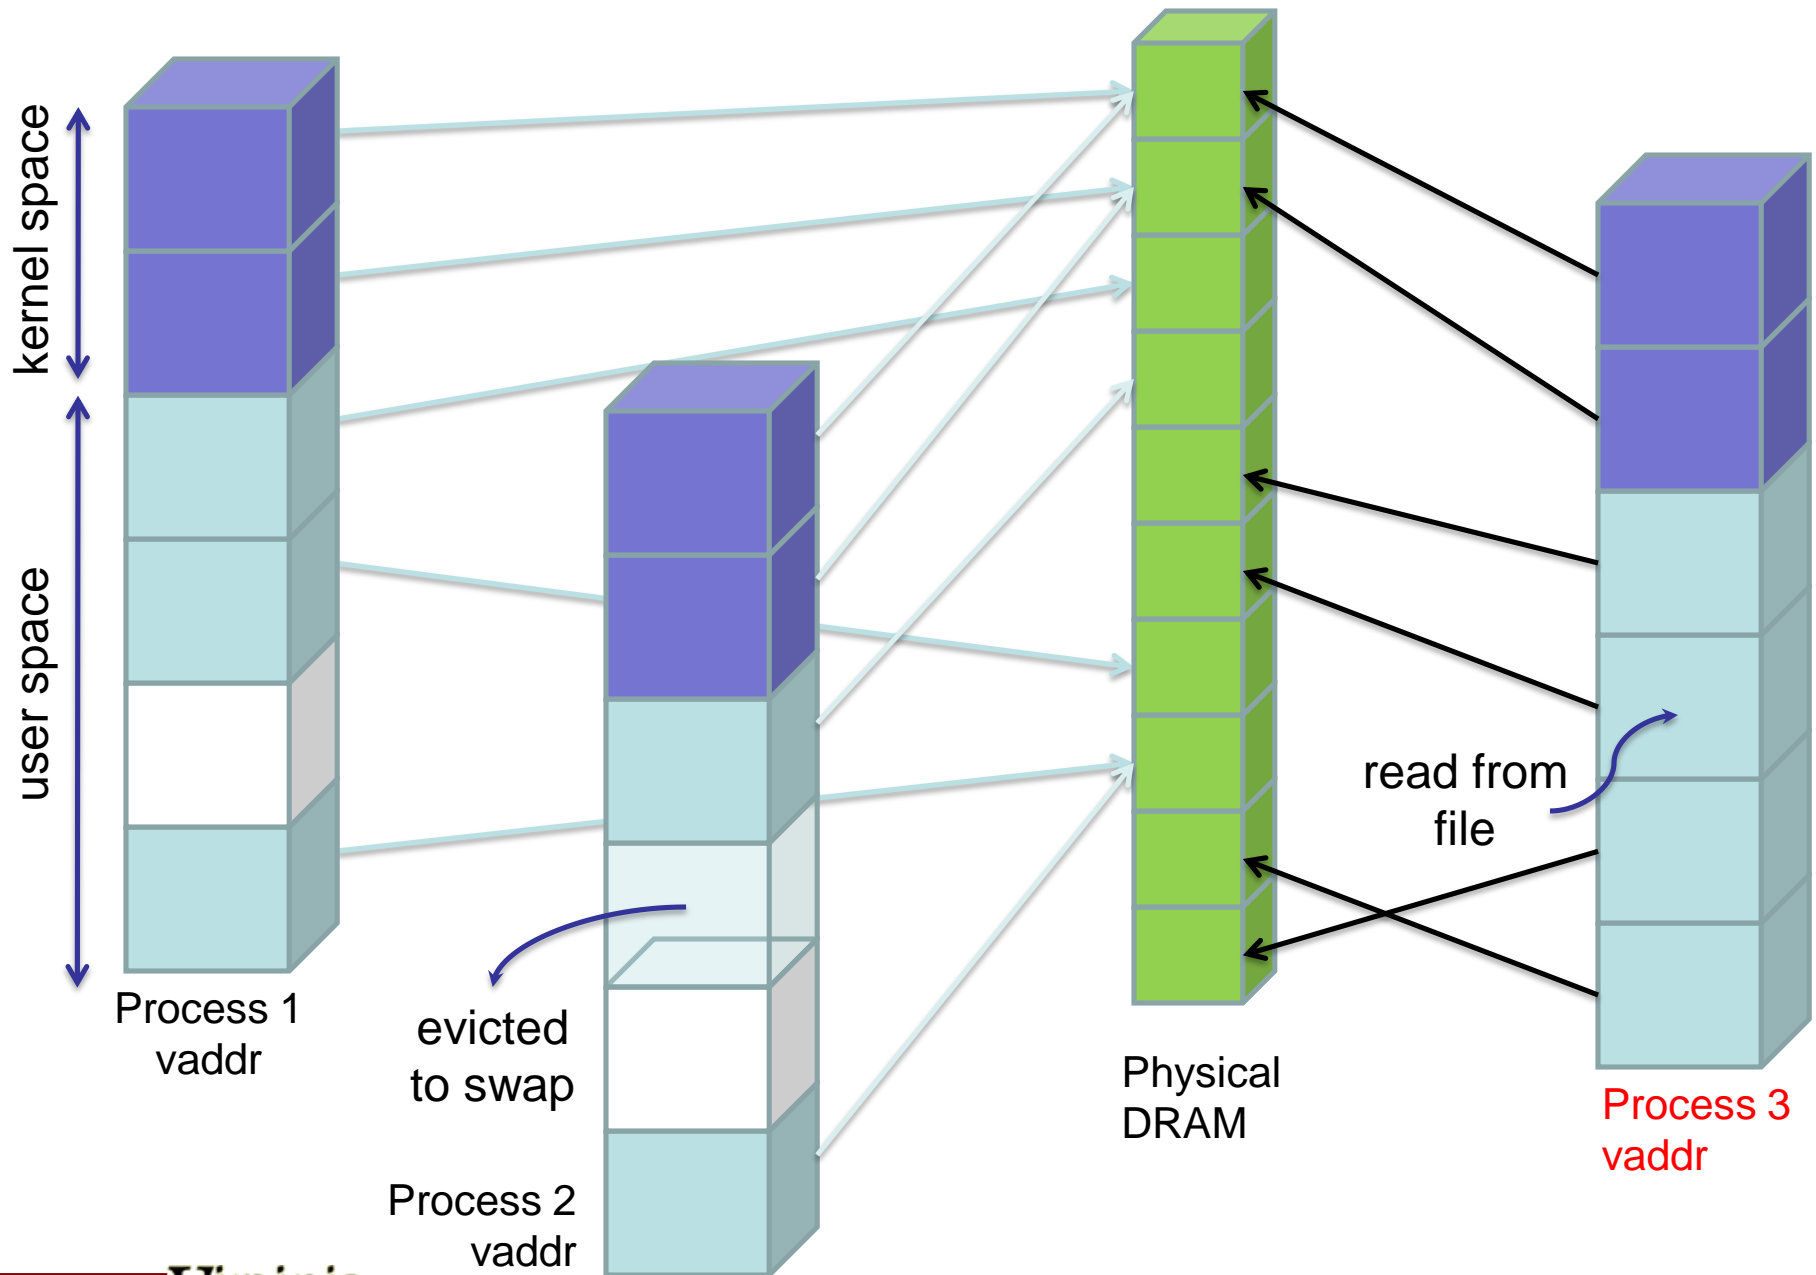 kernel space
user space
Process 1
vaddr
evicted
to swap
Process 2
vaddr
Physical
DRAM
read from
file
Process 3
vaddr